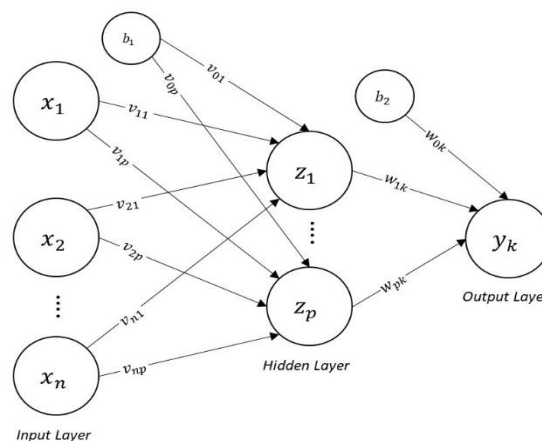 b₁
v₀₁
v₀ₚ
x₁
v₁₁
v₁ₚ
b₂
w₀ₖ
z₁
w₁ₖ
x₂
v₂₁
v₂ₚ
yₖ
zₚ
wₚₖ
Output Laye
vₙ₁
xₙ
vₙₚ
Hidden Layer
Input Layer